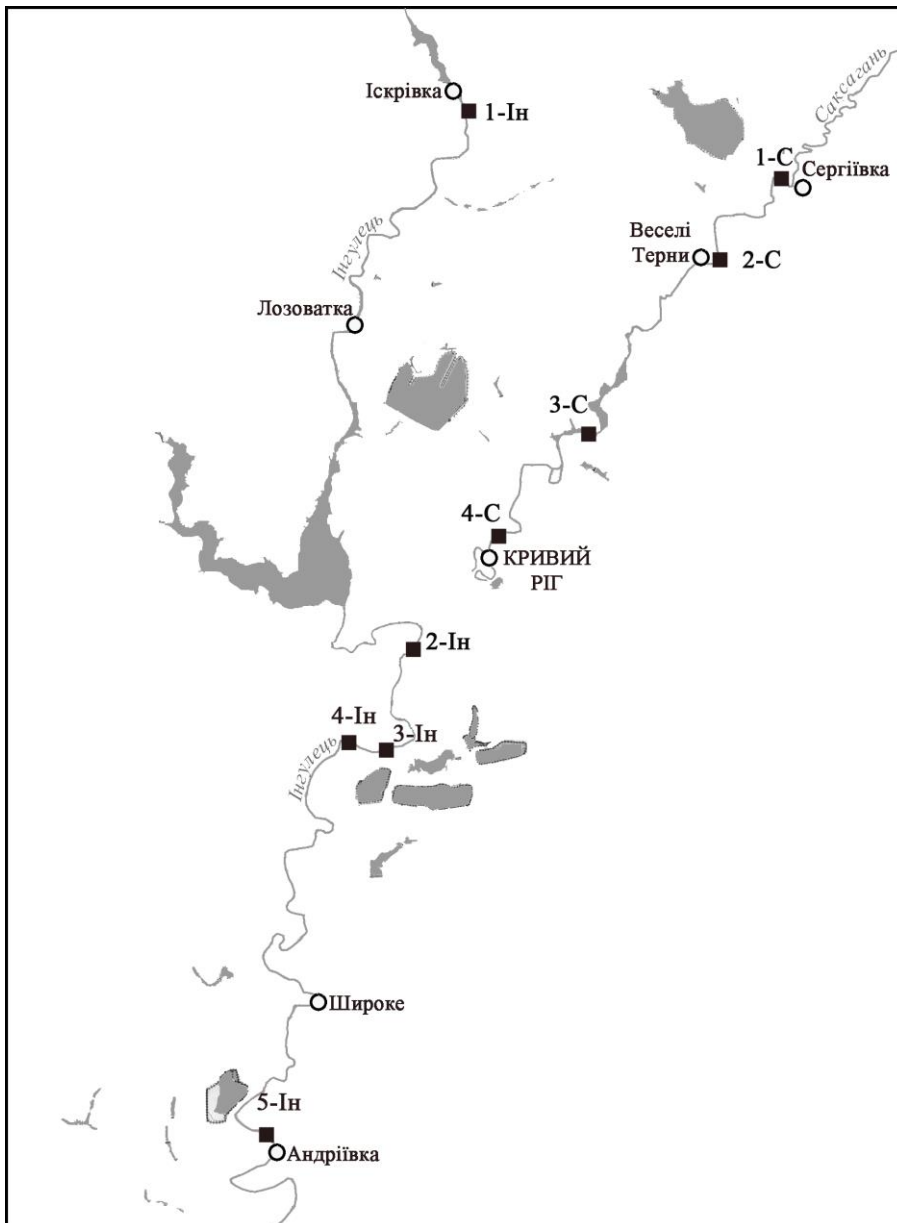 Саксагань
Іскрівка
1-Ін
1-С
Сергіївка
Інгулець
Веселі
Терни
2-С
Лозоватка
3-С
4-С
КРИВИЙ
РІГ
2-Ін
4-Ін
3-Ін
Інгулець
Широке
5-Ін
Андріївка